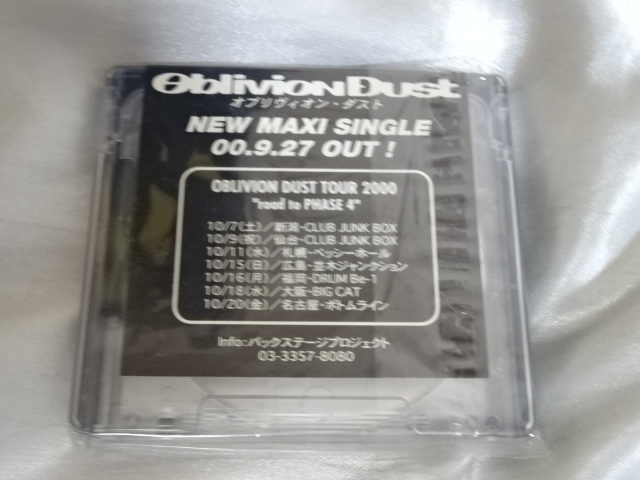 OblivionDust
オブリヴィオン・ダスト
NEW MAXI SINGLE
00.9.27 OUT !
OBLIVION DUST TOUR 2000
"road to PHASE 4"
10/7(土)／新潟・CLUB JUNK BOX
10/9(祝)／仙台・CLUB JUNK BOX
10/11(水)／札幌・ペッシーホール
10/15(日)／広島・並木ジャンクション
10/16(月)／福岡・DRUM Be-1
10/18(水)／大阪・BIG CAT
10/20(金)／名古屋・ボトムライン
Info:バックステージプロジェクト
03-3357-8080